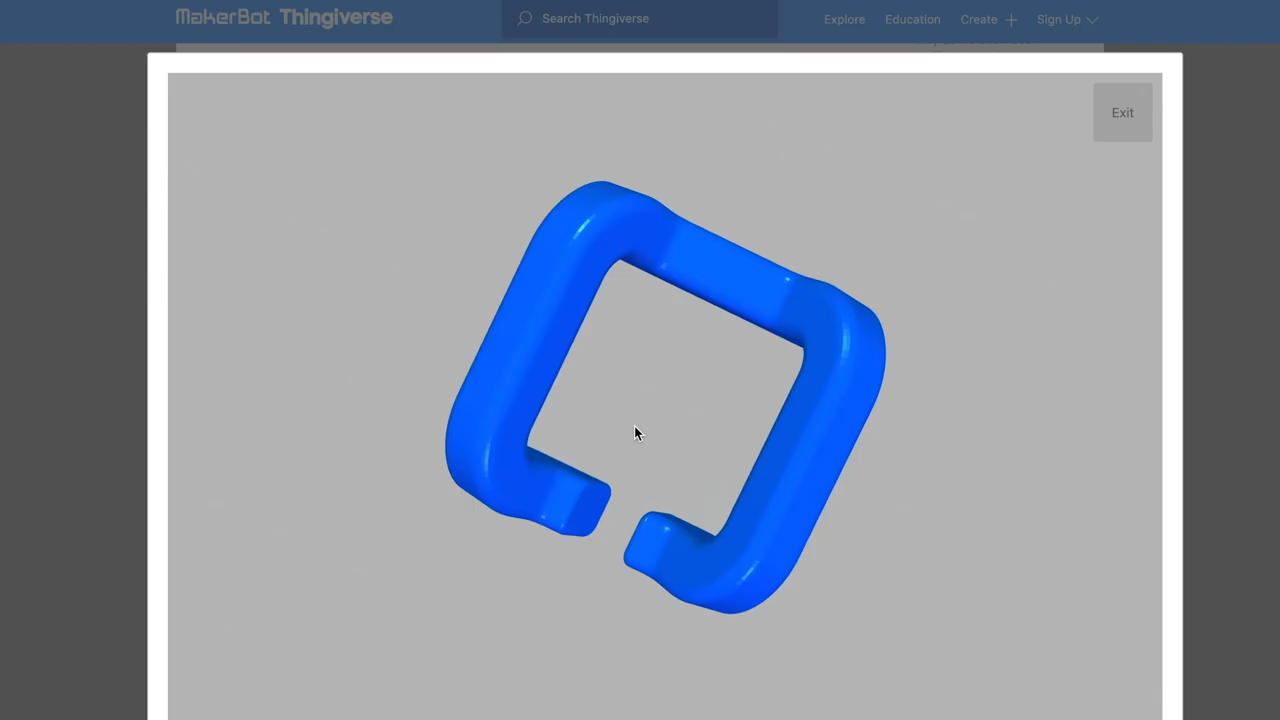 MakerBot Thingiverse
Search Thingiverse
Explore
Education
Create
Sign Up
Exit